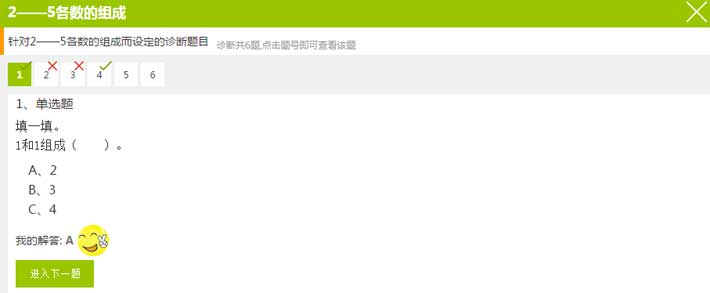 2——5各数的组成
针对2——5各数的组成而设定的诊断题目 诊断共6题,点击题号即可查看该题
1 2 3 4 5 6
1、单选题
填一填。
1和1组成（　　）。
A、2
B、3
C、4
我的解答: A
进入下一题